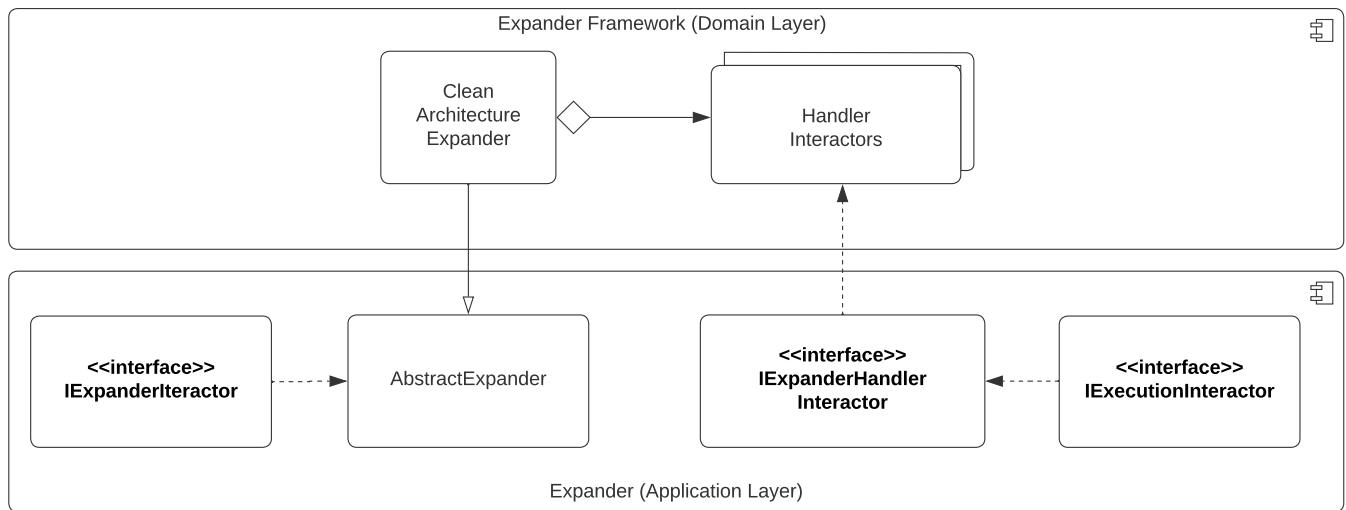 Expander Framework (Domain Layer)
Clean
Architecture
Expander
Handler
Interactors
<<interface>>
IExpanderIteractor
AbstractExpander
<<interface>>
IExpanderHandler
Interactor
<<interface>>
IExecutionInteractor
Expander (Application Layer)